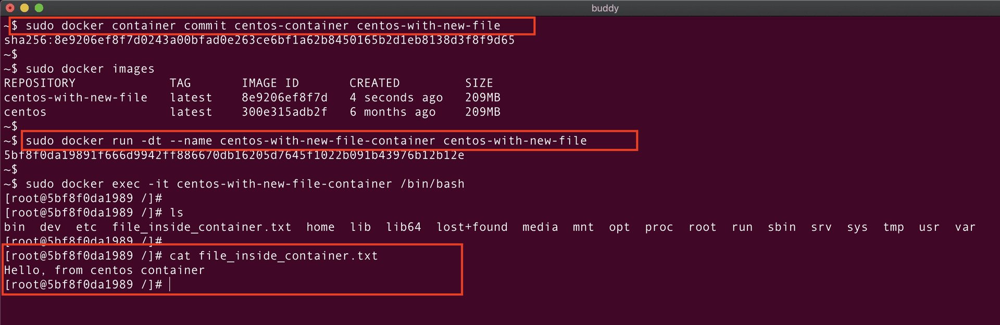 buddy
~$ sudo docker container commit centos-container centos-with-new-file
sha256:8e9206ef8f7d0243a00bfad0e263ce6bf1a62b8450165b2d1eb8138d3f8f9d65
~$
~$ sudo docker images
REPOSITORY TAG IMAGE ID CREATED SIZE
centos-with-new-file latest 8e9206ef8f7d 4 seconds ago 209MB
centos latest 300e315adb2f 6 months ago 209MB
~$
~$ sudo docker run -dt --name centos-with-new-file-container centos-with-new-file
5bf8f0da19891f666d9942ff886670db16205d7645f1022b091b43976b12b12e
~$
~$ sudo docker exec -it centos-with-new-file-container /bin/bash
[root@5bf8f0da1989 /]#
[root@5bf8f0da1989 /]# ls
bin dev etc file_inside_container.txt home lib lib64 lost+found media mnt opt proc root run sbin srv sys tmp usr var
[root@5bf8f0da1989 /]#
[root@5bf8f0da1989 /]# cat file_inside_container.txt
Hello, from centos container
[root@5bf8f0da1989 /]#